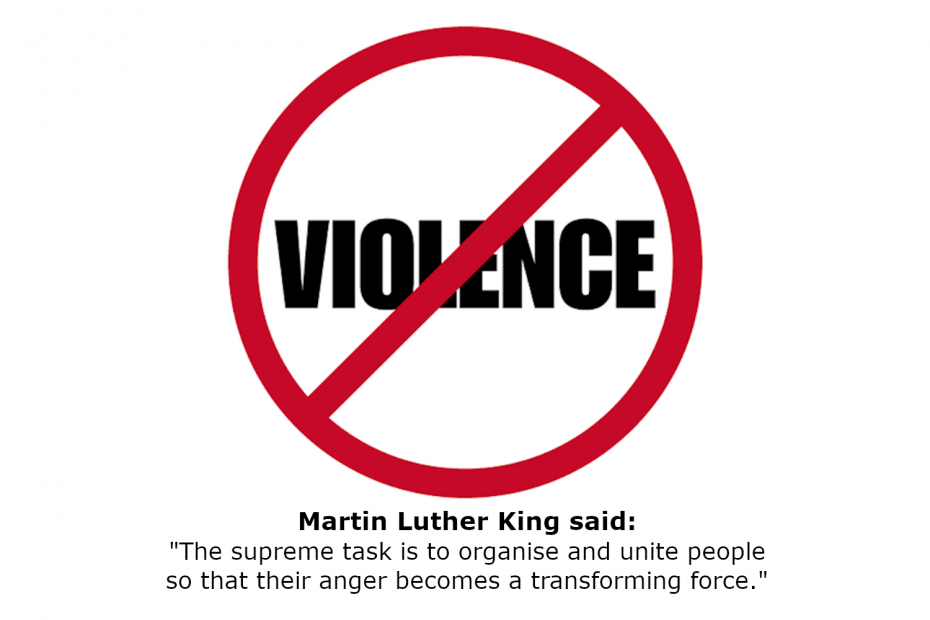 VIOLENCE
Martin Luther King said:
"The supreme task is to organise and unite people
so that their anger becomes a transforming force."